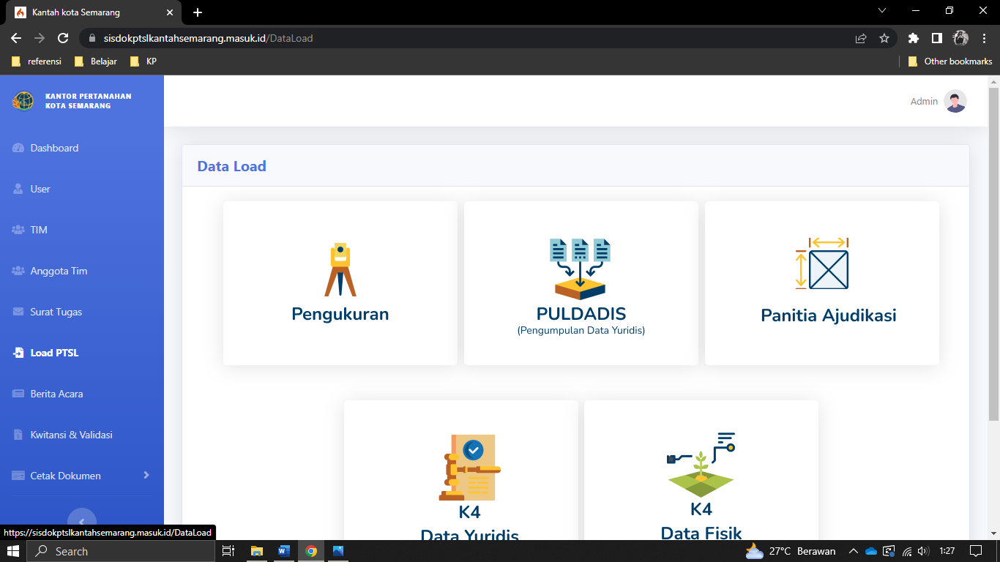 Kantah kota Semarang
sisdokptslkantahsemarang.masuk.id/DataLoad
referensi
Belajar
KP
Other bookmarks
KANTOR PERTANAHAN
KOTA SEMARANG
Admin
Dashboard
User
TIM
Anggota Tim
Surat Tugas
Load PTSL
Berita Acara
Kwitansi & Validasi
Cetak Dokumen
Data Load
Pengukuran
PULDADIS
(Pengumpulan Data Yuridis)
Panitia Ajudikasi
K4
Data Yuridis
K4
Data Fisik
https://sisdokptslkantahsemarang.masuk.id/DataLoad
Search
27°C Berawan
1:27